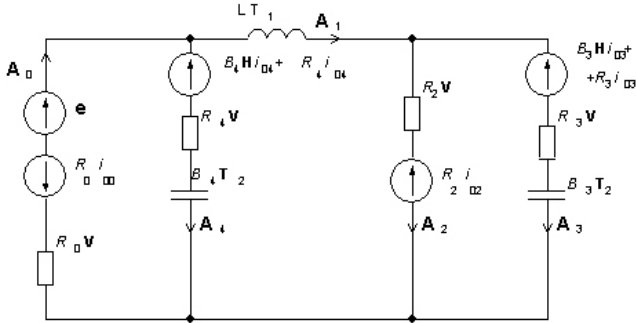 LT 1
A 1
A 0
B 4 H i 04 + R 4 i 04
B 3 H i 03 +
+R 3 i 03
e
R 4 V
R 2 V
R 3 V
R 0 i 00
B 4 T 2
R 2 i 02
B 3 T 2
R 0 V
A 4
A 2
A 3